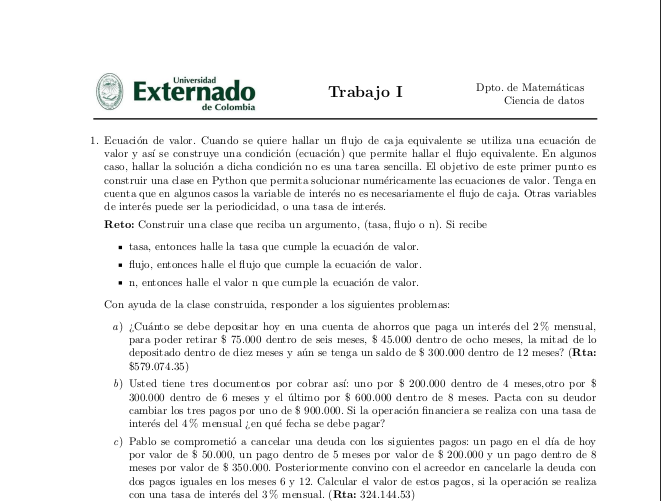 Universidad
Externado
de Colombia
Trabajo I
Dpto. de Matemáticas
Ciencia de datos
1. Ecuación de valor. Cuando se quiere hallar un flujo de caja equivalente se utiliza una ecuación de
valor y así se construye una condición (ecuación) que permite hallar el flujo equivalente. En algunos
caso, hallar la solución a dicha condición no es una tarea sencilla. El objetivo de este primer punto es
construir una clase en Python que permita solucionar numéricamente las ecuaciones de valor. Tenga en
cuenta que en algunos casos la variable de interés no es necesariamente el flujo de caja. Otras variables
de interés puede ser la periodicidad, o una tasa de interés.
Reto: Construir una clase que reciba un argumento, (tasa, flujo o n). Si recibe
▪ tasa, entonces halle la tasa que cumple la ecuación de valor.
▪ flujo, entonces halle el flujo que cumple la ecuación de valor.
▪ n, entonces halle el valor n que cumple la ecuación de valor.
Con ayuda de la clase construida, responder a los siguientes problemas:
a) ¿Cuánto se debe depositar hoy en una cuenta de ahorros que paga un interés del 2 % mensual,
para poder retirar $ 75.000 dentro de seis meses, $ 45.000 dentro de ocho meses, la mitad de lo
depositado dentro de diez meses y aún se tenga un saldo de $ 300.000 dentro de 12 meses? (Rta:
$579.074.35)
b) Usted tiene tres documentos por cobrar así: uno por $ 200.000 dentro de 4 meses,otro por $
300.000 dentro de 6 meses y el último por $ 600.000 dentro de 8 meses. Pacta con su deudor
cambiar los tres pagos por uno de $ 900.000. Si la operación financiera se realiza con una tasa de
interés del 4 % mensual ¿en qué fecha se debe pagar?
c) Pablo se comprometió a cancelar una deuda con los siguientes pagos: un pago en el día de hoy
por valor de $ 50.000, un pago dentro de 5 meses por valor de $ 200.000 y un pago dentro de 8
meses por valor de $ 350.000. Posteriormente convino con el acreedor en cancelarle la deuda con
dos pagos iguales en los meses 6 y 12. Calcular el valor de estos pagos, si la operación se realiza
con una tasa de interés del 3 % mensual. (Rta: 324.144.53)